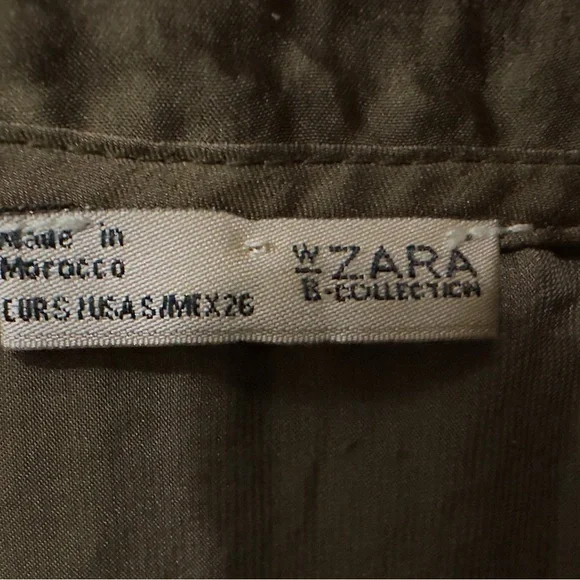 Made in
Morocco
EUR S / USA S / MEX 26
W
B
ZARA
B-COLLECTION